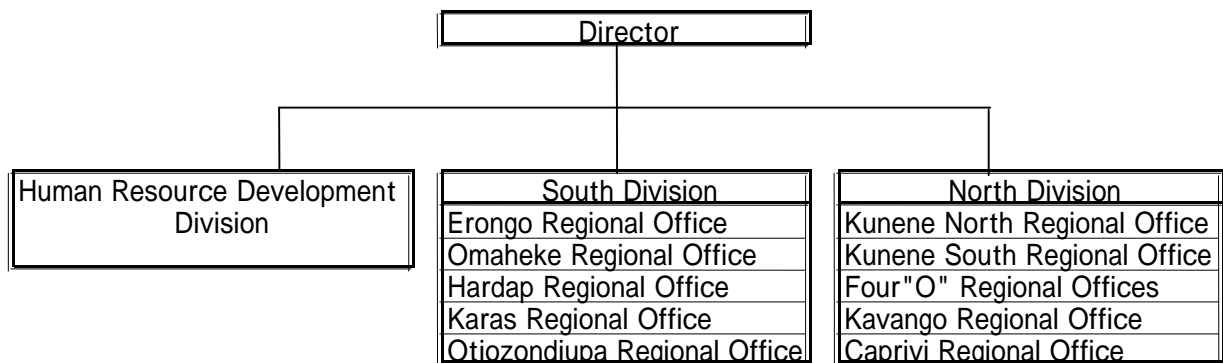 Director
Human Resource Development
Division
South Division
Erongo Regional Office
Omaheke Regional Office
Hardap Regional Office
Karas Regional Office
Otjozondjupa Regional Office
North Division
Kunene North Regional Office
Kunene South Regional Office
Four"O" Regional Offices
Kavango Regional Office
Caprivi Regional Office